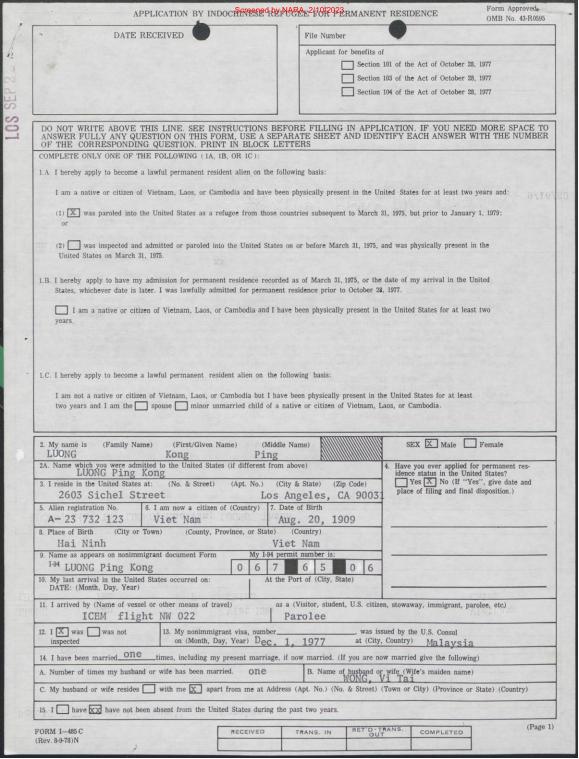 Screened by NARA, 2/10/2023
APPLICATION BY INDOCHINESE REFUGEE FOR PERMANENT RESIDENCE
Form Approved
OMB No. 43-R0595
DATE RECEIVED
File Number
Applicant for benefits of
Section 101 of the Act of October 28, 1977
Section 103 of the Act of October 28, 1977
Section 104 of the Act of October 28, 1977
LOS SEP 2
DO NOT WRITE ABOVE THIS LINE. SEE INSTRUCTIONS BEFORE FILLING IN APPLICATION. IF YOU NEED MORE SPACE TO
ANSWER FULLY ANY QUESTION ON THIS FORM, USE A SEPARATE SHEET AND IDENTIFY EACH ANSWER WITH THE NUMBER
OF THE CORRESPONDING QUESTION. PRINT IN BLOCK LETTERS
COMPLETE ONLY ONE OF THE FOLLOWING (1A, 1B, OR 1C):
1.A. I hereby apply to become a lawful permanent resident alien on the following basis:
I am a native or citizen of Vietnam, Laos, or Cambodia and have been physically present in the United States for at least two years and:
(1) X was paroled into the United States as a refugee from those countries subsequent to March 31, 1975, but prior to January 1, 1979:
or
(2) was inspected and admitted or paroled into the United States on or before March 31, 1975, and was physically present in the
United States on March 31, 1975.
1.B. I hereby apply to have my admission for permanent residence recorded as of March 31, 1975, or the date of my arrival in the United
States, whichever date is later. I was lawfully admitted for permanent residence prior to October 28, 1977.
I am a native or citizen of Vietnam, Laos, or Cambodia and I have been physically present in the United States for at least two
years.
1.C. I hereby apply to become a lawful permanent resident alien on the following basis:
I am not a native or citizen of Vietnam, Laos, or Cambodia but I have been physically present in the United States for at least
two years and I am the spouse minor unmarried child of a native or citizen of Vietnam, Laos, or Cambodia.
2. My name is (Family Name) (First/Given Name) (Middle Name)
LUONG Kong Ping
SEX X Male Female
2A. Name which you were admitted to the United States (if different from above)
LUONG Ping Kong
4. Have you ever applied for permanent res-
idence status in the United States?
Yes X No (If "Yes", give date and
place of filing and final disposition.)
3. I reside in the United States at: (No. & Street) (Apt. No.) (City & State) (Zip Code)
2603 Sichel Street Los Angeles, CA 90031
5. Alien registration No. 6. I am now a citizen of (Country) 7. Date of Birth
A- 23 732 123 Viet Nam Aug. 20, 1909
8. Place of Birth (City or Town) (County, Province, or State) (Country)
Hai Ninh Viet Nam
9. Name as appears on nonimmigrant document Form My I-94 permit number is:
I-94 LUONG Ping Kong 0 6 7 6 5 0 6
10. My last arrival in the United States occurred on: At the Port of (City, State)
DATE: (Month, Day, Year)
11. I arrived by (Name of vessel or other means of travel) as a (Visitor, student, U.S. citizen, stowaway, immigrant, parolee, etc.)
ICEM flight NW 022 Parolee
12. I X was was not
inspected
13. My nonimmigrant visa, number was issued by the U.S. Consul
on (Month, Day, Year) Dec. 1, 1977 at (City, Country) Malaysia
14. I have been married one times, including my present marriage, if now married. (If you are now married give the following)
A. Number of times my husband or wife has been married. one
B. Name of husband or wife (Wife's maiden name)
WONG, Vi Tai
C. My husband or wife resides with me X apart from me at Address (Apt. No.) (No. & Street) (Town or City) (Province or State) (Country)
15. I have xx have not been absent from the United States during the past two years.
FORM I-485 C
(Rev. 8-9-78)N
RECEIVED TRANS. IN RET'D-TRANS. OUT COMPLETED
(Page 1)